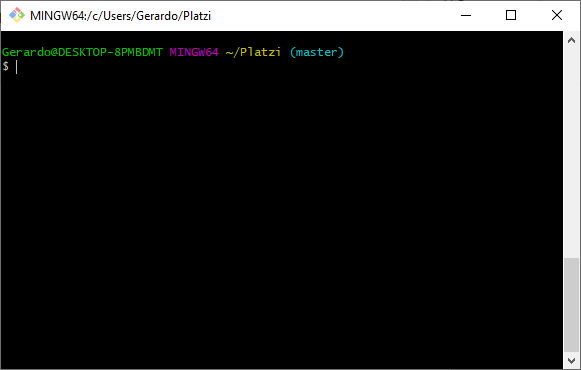 MINGW64:/c/Users/Gerardo/Platzi
Gerardo@DESKTOP-8PMBDMT MINGW64 ~/Platzi (master)
$